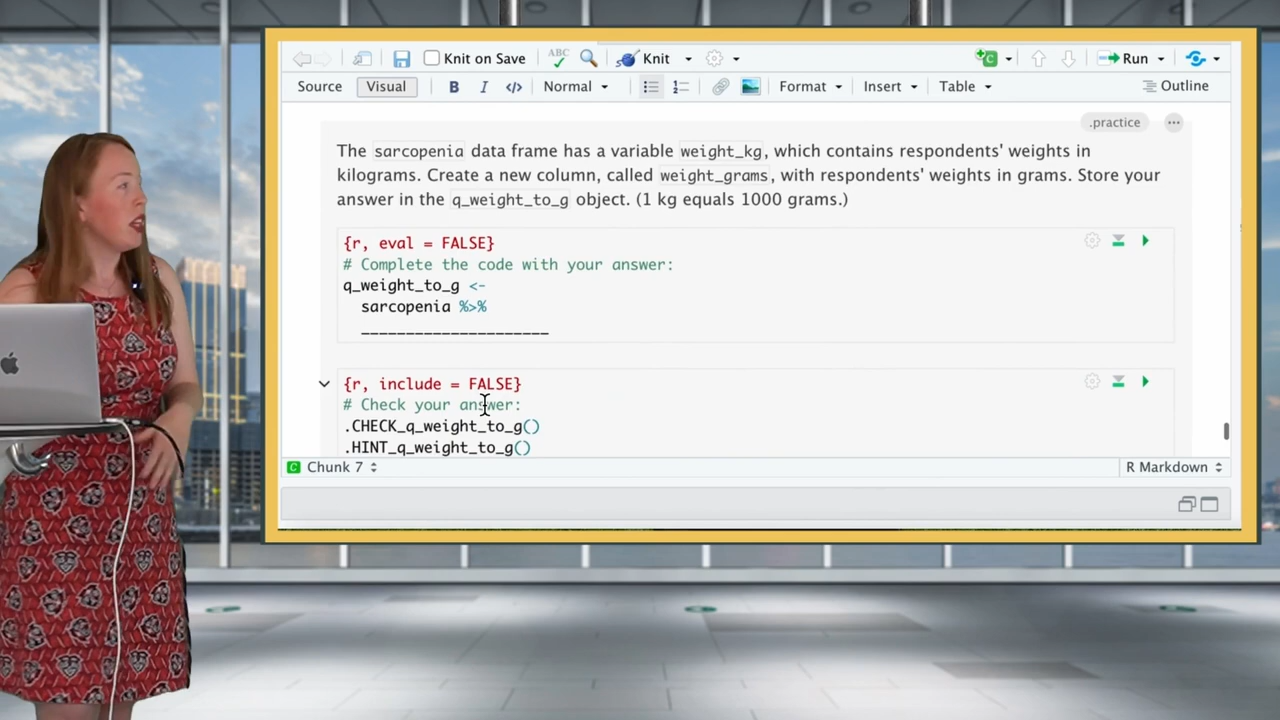 Knit on Save
ABC
Knit
Run
Source
Visual
B
I
</>
Normal
Format
Insert
Table
Outline
.practice
The sarcopenia data frame has a variable weight_kg, which contains respondents' weights in
kilograms. Create a new column, called weight_grams, with respondents' weights in grams. Store your
answer in the q_weight_to_g object. (1 kg equals 1000 grams.)
{r, eval = FALSE}
# Complete the code with your answer:
q_weight_to_g <-
sarcopenia %>%
_____________________
{r, include = FALSE}
# Check your answer:
.CHECK_q_weight_to_g()
.HINT_q_weight_to_g()
C Chunk 7
R Markdown